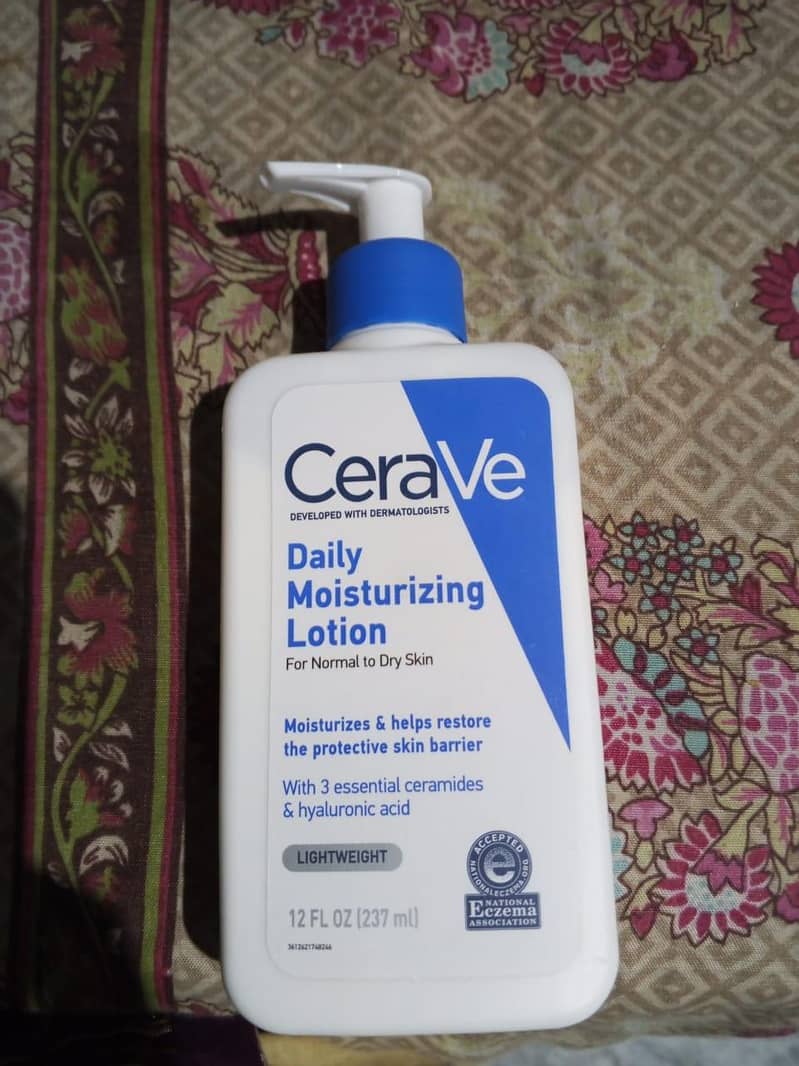 CeraVe
DEVELOPED WITH DERMATOLOGISTS
Daily
Moisturizing
Lotion
For Normal to Dry Skin
Moisturizes & helps restore
the protective skin barrier
With 3 essential ceramides
& hyaluronic acid
LIGHTWEIGHT
ACCEPTED
e
NATIONALECZEMA.ORG
NATIONAL
Eczema
ASSOCIATION
12 FL OZ (237 ml)
3612621748246